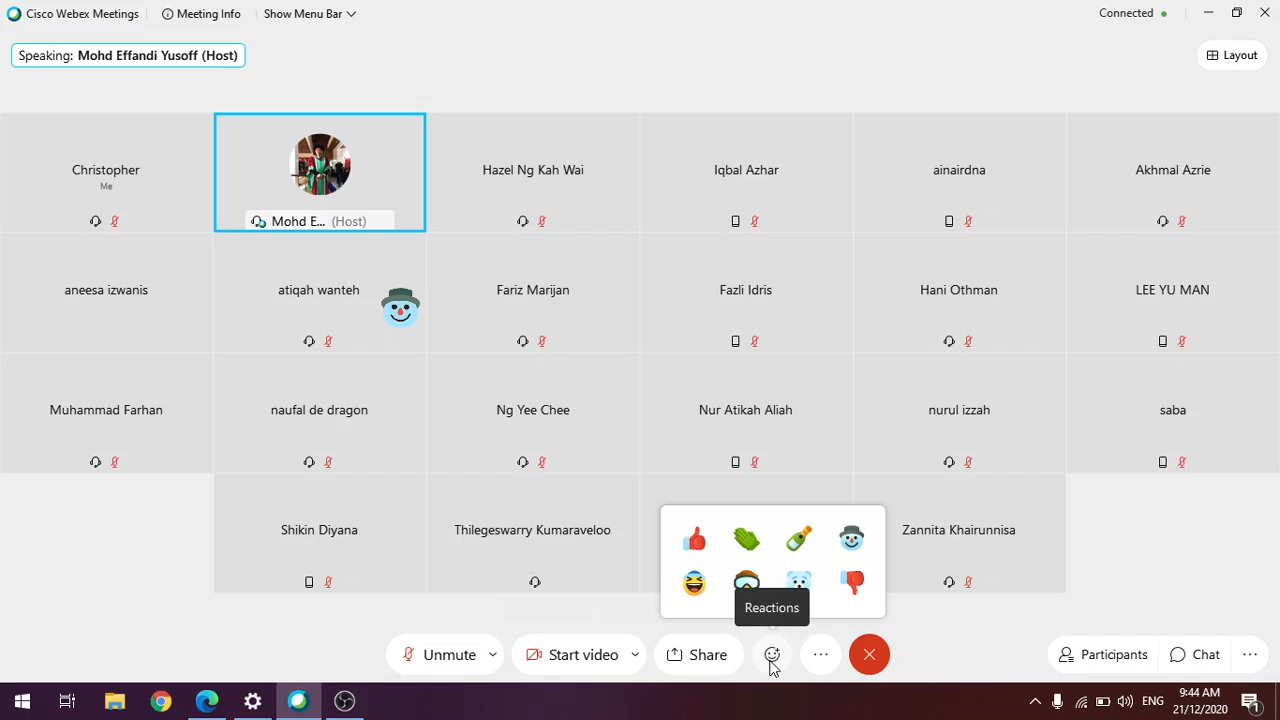 Cisco Webex Meetings
Meeting Info
Show Menu Bar
Connected
Speaking: Mohd Effandi Yusoff (Host)
Layout
Christopher
Me
Mohd E... (Host)
Hazel Ng Kah Wai
Iqbal Azhar
ainairdna
Akhmal Azrie
aneesa izwanis
atiqah wanteh
Fariz Marijan
Fazli Idris
Hani Othman
LEE YU MAN
Muhammad Farhan
naufal de dragon
Ng Yee Chee
Nur Atikah Aliah
nurul izzah
saba
Shikin Diyana
Thilegeswarry Kumaraveloo
Zannita Khairunnisa
Reactions
Unmute
Start video
Share
Participants
Chat
ENG
9:44 AM
21/12/2020
1